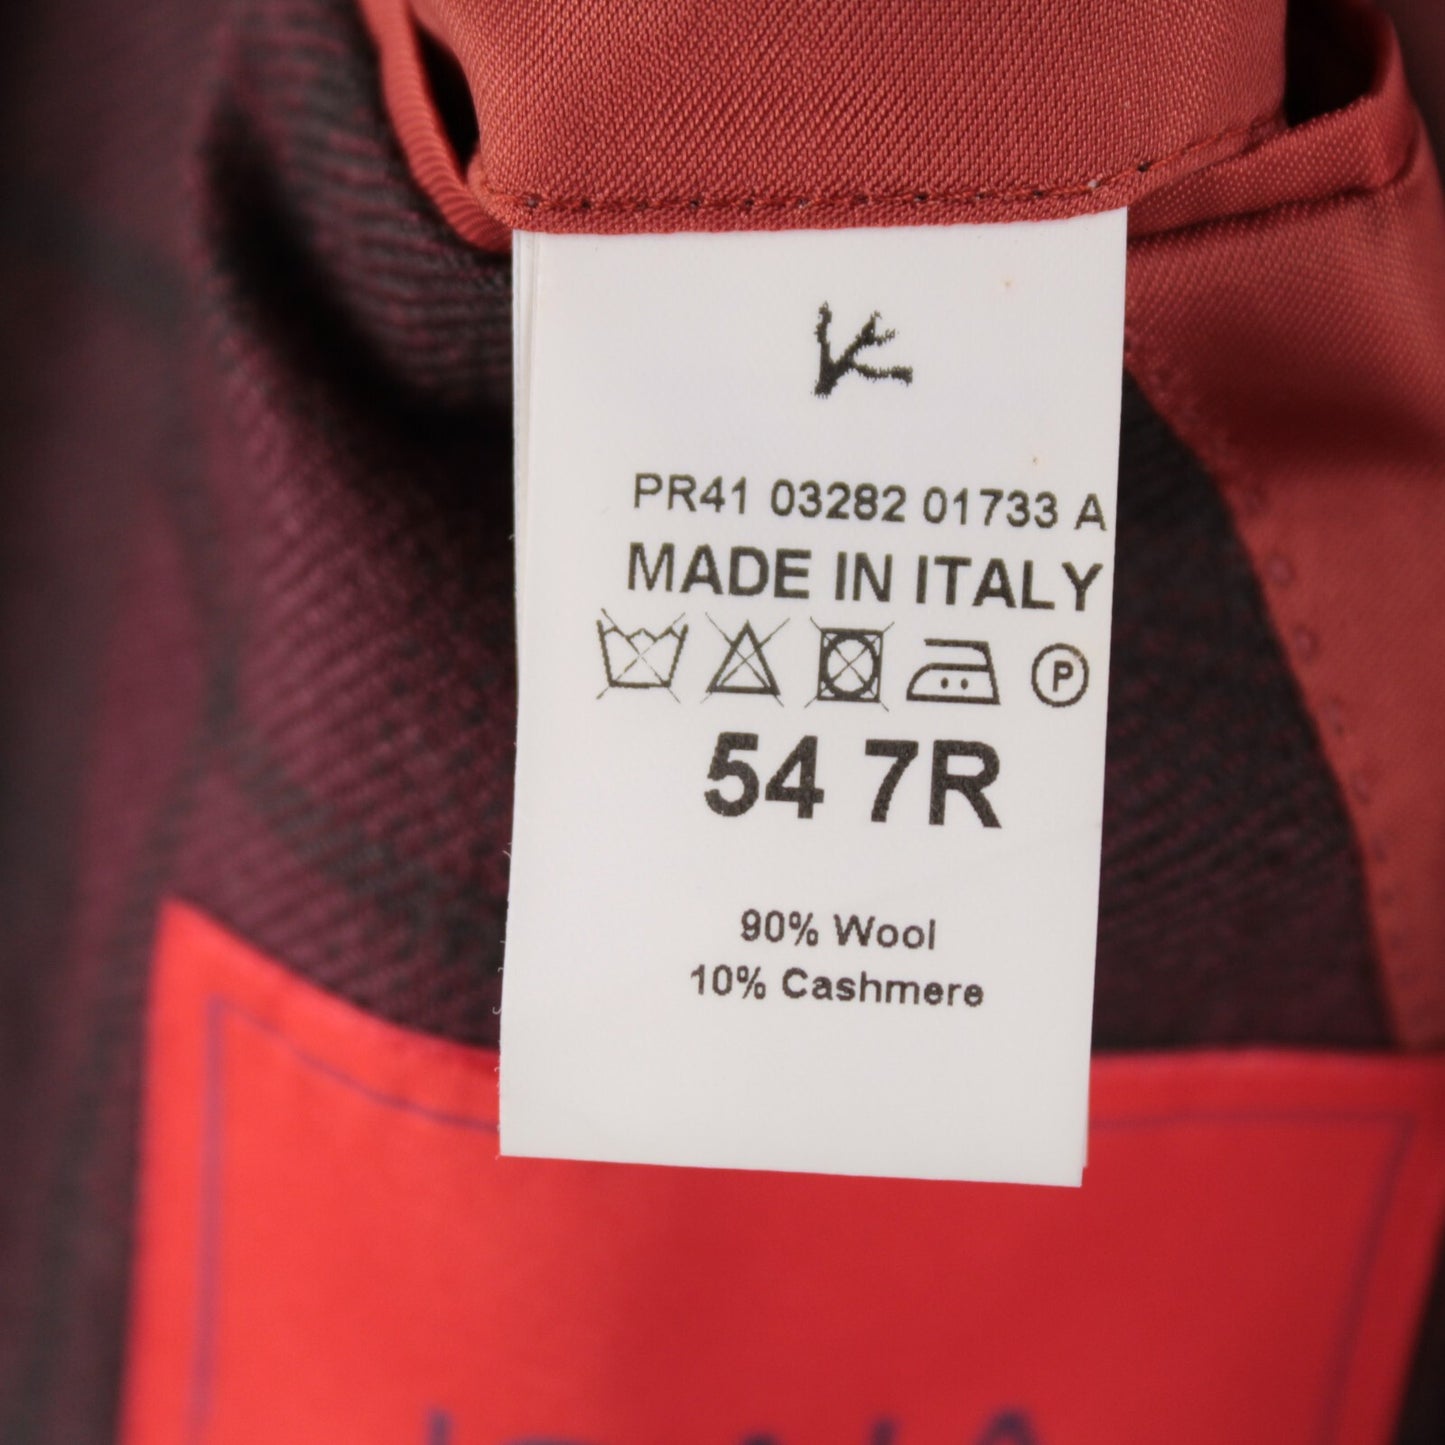 PR41 03282 01733 A
MADE IN ITALY
P
54 7R
90% Wool
10% Cashmere